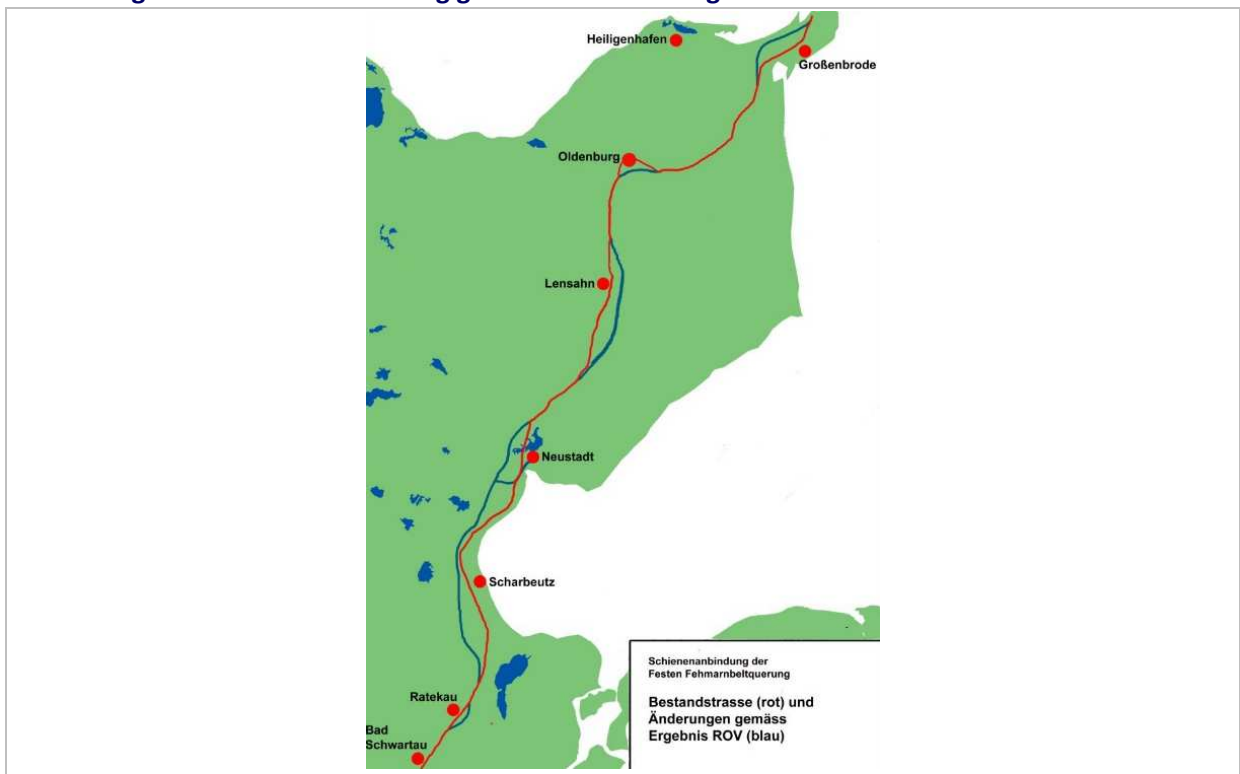 Heiligenhafen
Großenbrode
Oldenburg
Lensahn
Neustadt
Scharbeutz
Ratekau
Bad
Schwartau
Schienenanbindung der
Festen Fehmarnbeltquerung
Bestandstrasse (rot) und
Änderungen gemäss
Ergebnis ROV (blau)